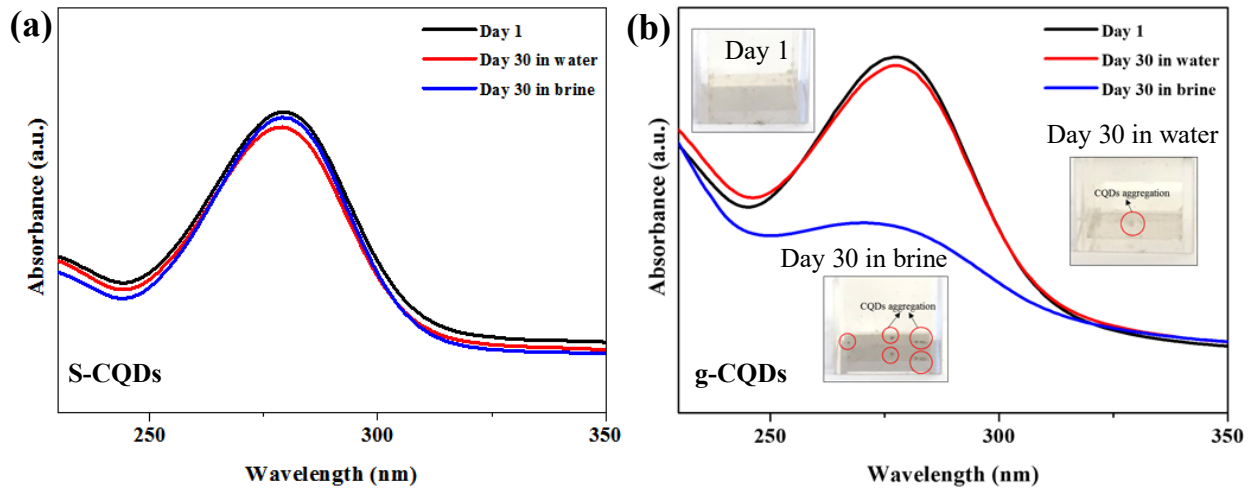 (a)
Day 1
Day 30 in water
Day 30 in brine
Absorbance (a.u.)
S-CQDs
250
300
350
Wavelength (nm)
(b)
Day 1
Day 1
Day 30 in water
Day 30 in brine
Absorbance (a.u.)
Day 30 in water
CQDs aggregation
Day 30 in brine
CQDs aggregation
g-CQDs
250
300
350
Wavelength (nm)